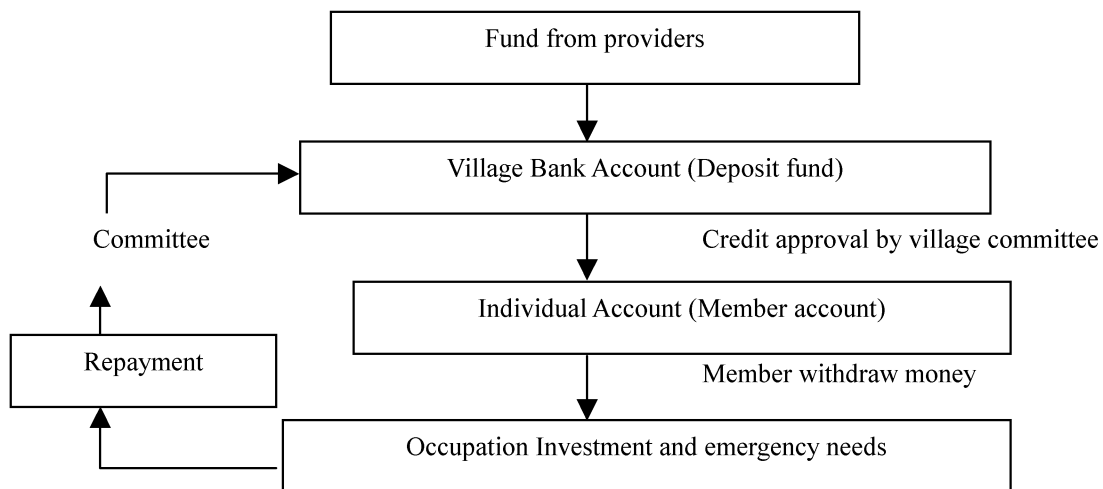 Fund from providers
Village Bank Account (Deposit fund)
Committee
Credit approval by village committee
Individual Account (Member account)
Repayment
Member withdraw money
Occupation Investment and emergency needs